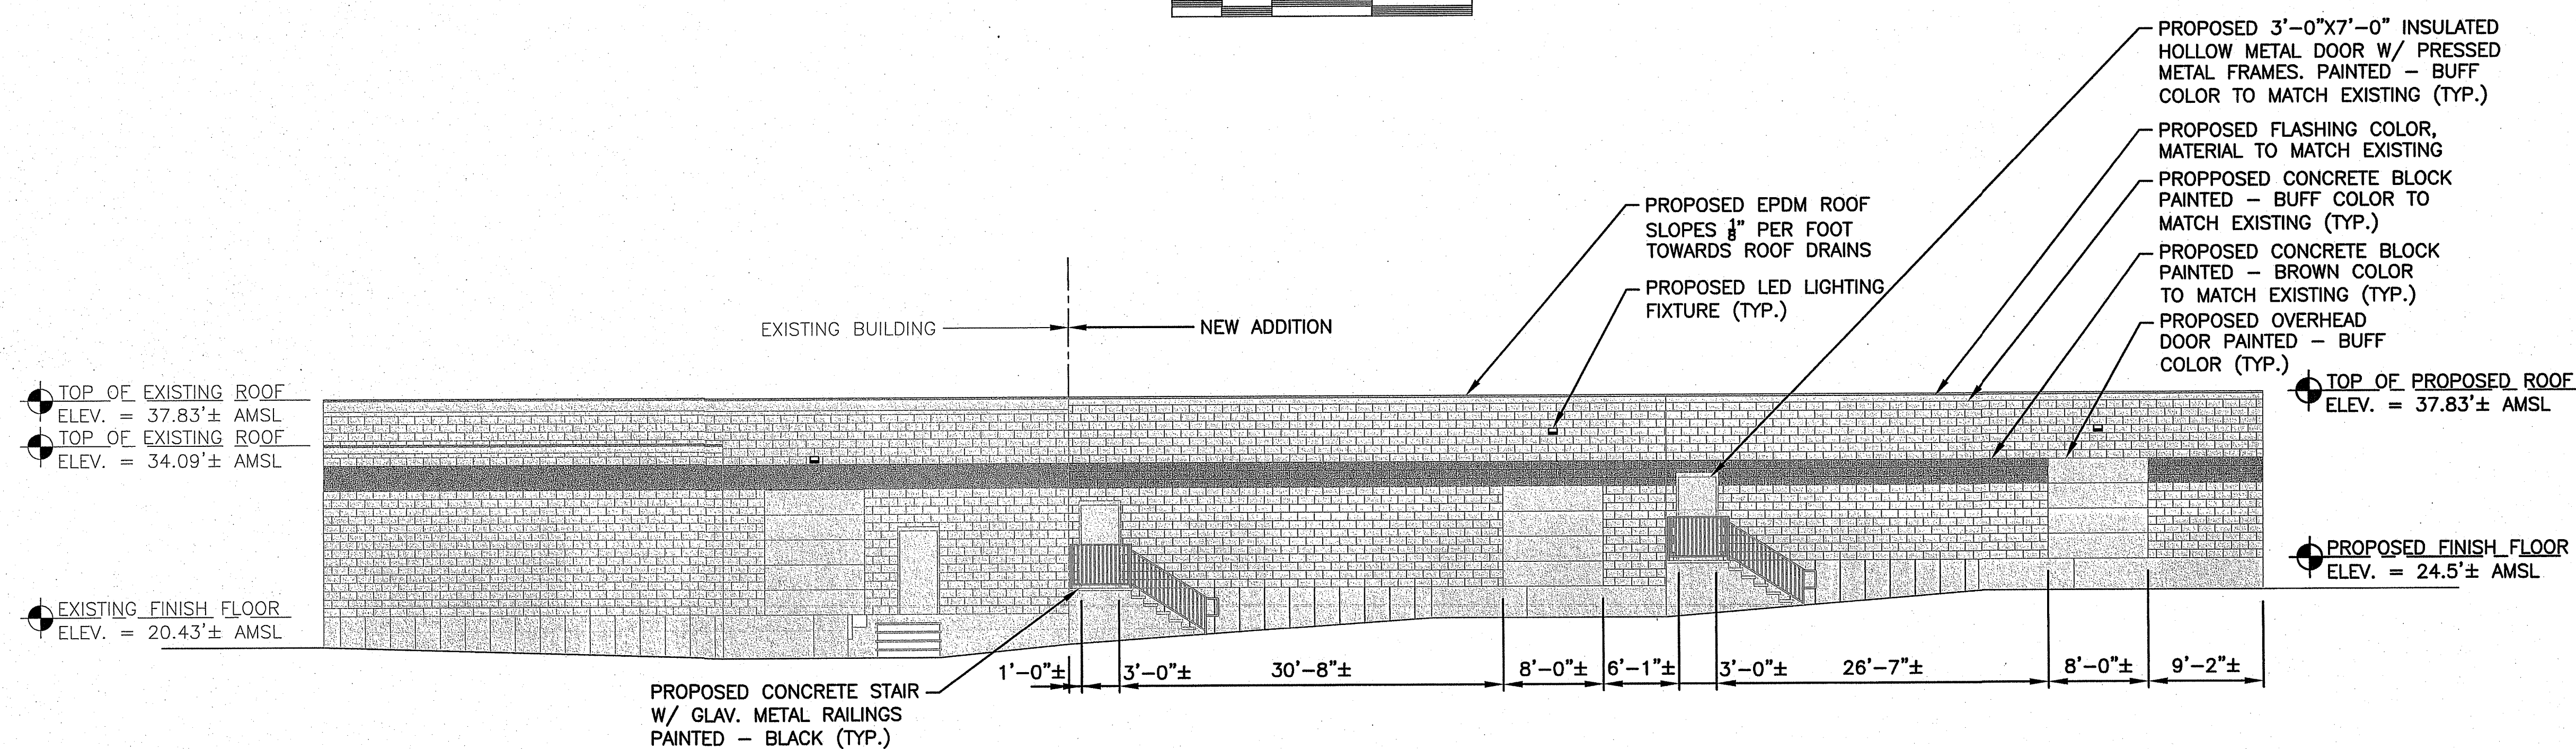 PROPOSED 3'-0"X7'-0" INSULATED
HOLLOW METAL DOOR W/ PRESSED
METAL FRAMES. PAINTED – BUFF
COLOR TO MATCH EXISTING (TYP.)
PROPOSED FLASHING COLOR,
MATERIAL TO MATCH EXISTING
PROPPOSED CONCRETE BLOCK
PAINTED – BUFF COLOR TO
MATCH EXISTING (TYP.)
PROPOSED CONCRETE BLOCK
PAINTED – BROWN COLOR
TO MATCH EXISTING (TYP.)
PROPOSED OVERHEAD
DOOR PAINTED – BUFF
COLOR (TYP.)
PROPOSED EPDM ROOF
SLOPES 1/8" PER FOOT
TOWARDS ROOF DRAINS
PROPOSED LED LIGHTING
FIXTURE (TYP.)
EXISTING BUILDING
NEW ADDITION
TOP OF EXISTING ROOF
ELEV. = 37.83'± AMSL
TOP OF EXISTING ROOF
ELEV. = 34.09'± AMSL
EXISTING FINISH FLOOR
ELEV. = 20.43'± AMSL
TOP OF PROPOSED ROOF
ELEV. = 37.83'± AMSL
PROPOSED FINISH FLOOR
ELEV. = 24.5'± AMSL
1'-0"± 3'-0"± 30'-8"± 8'-0"± 6'-1"± 3'-0"± 26'-7"± 8'-0"± 9'-2"±
PROPOSED CONCRETE STAIR
W/ GLAV. METAL RAILINGS
PAINTED – BLACK (TYP.)